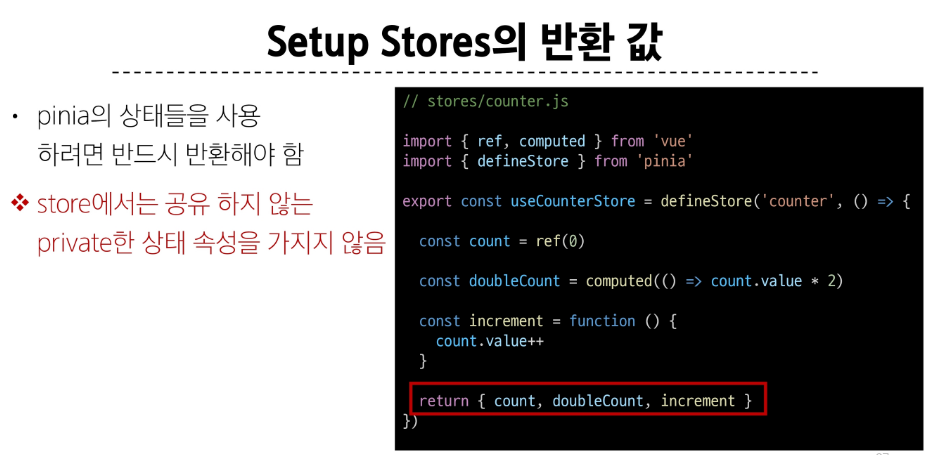 Setup Stores의 반환 값
• pinia의 상태들을 사용
하려면 반드시 반환해야 함
❖ store에서는 공유 하지 않는
private한 상태 속성을 가지지 않음
// stores/counter.js
import { ref, computed } from 'vue'
import { defineStore } from 'pinia'
export const useCounterStore = defineStore('counter', () => {
const count = ref(0)
const doubleCount = computed(() => count.value * 2)
const increment = function () {
count.value++
}
return { count, doubleCount, increment }
})